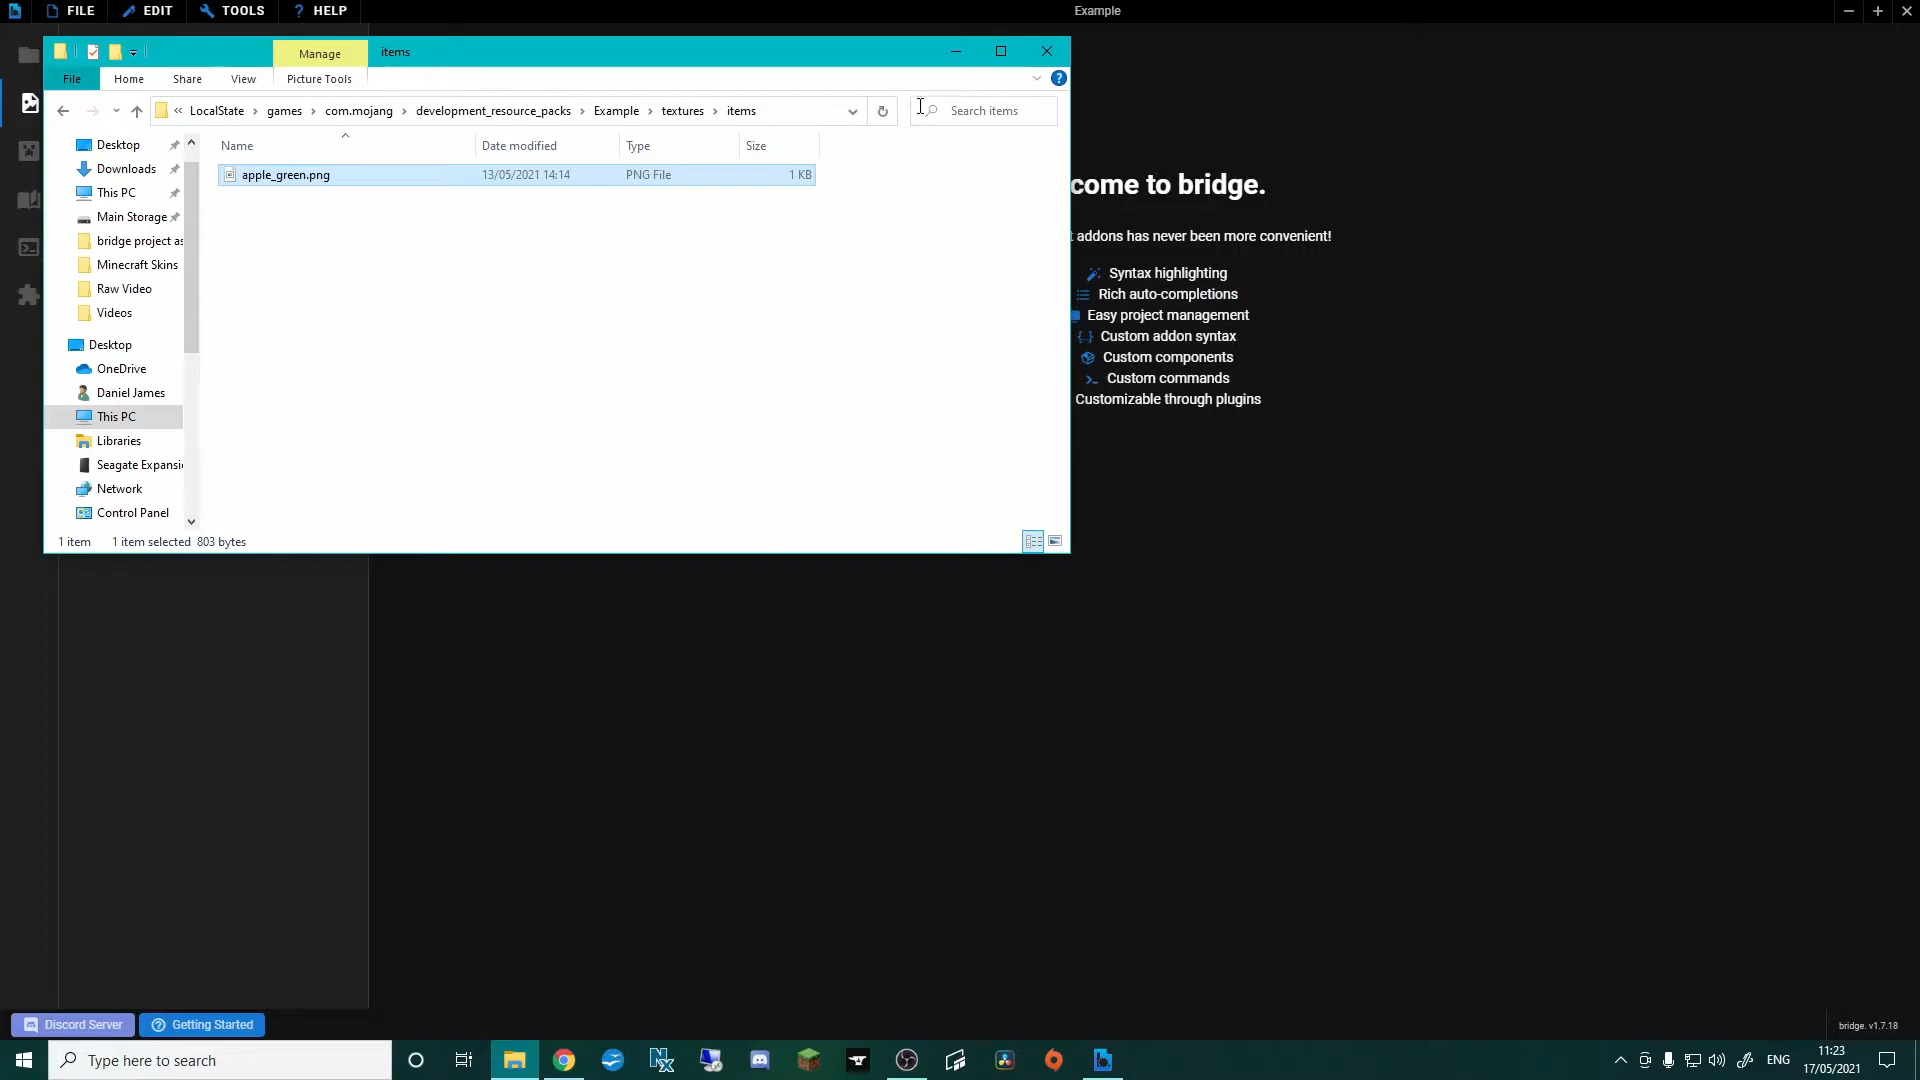 FILE EDIT TOOLS HELP Example
Manage items
File Home Share View Picture Tools
« LocalState > games > com.mojang > development_resource_packs > Example > textures > items Search items
Name Date modified Type Size
apple_green.png 13/05/2021 14:14 PNG File 1 KB
Desktop
Downloads
This PC
Main Storage
bridge project as
Minecraft Skins
Raw Video
Videos
Desktop
OneDrive
Daniel James
This PC
Libraries
Seagate Expansi
Network
Control Panel
1 item 1 item selected 803 bytes
come to bridge.
t addons has never been more convenient!
Syntax highlighting
Rich auto-completions
Easy project management
Custom addon syntax
Custom components
Custom commands
Customizable through plugins
Discord Server Getting Started
bridge. v1.7.18
Type here to search
ENG
11:23
17/05/2021